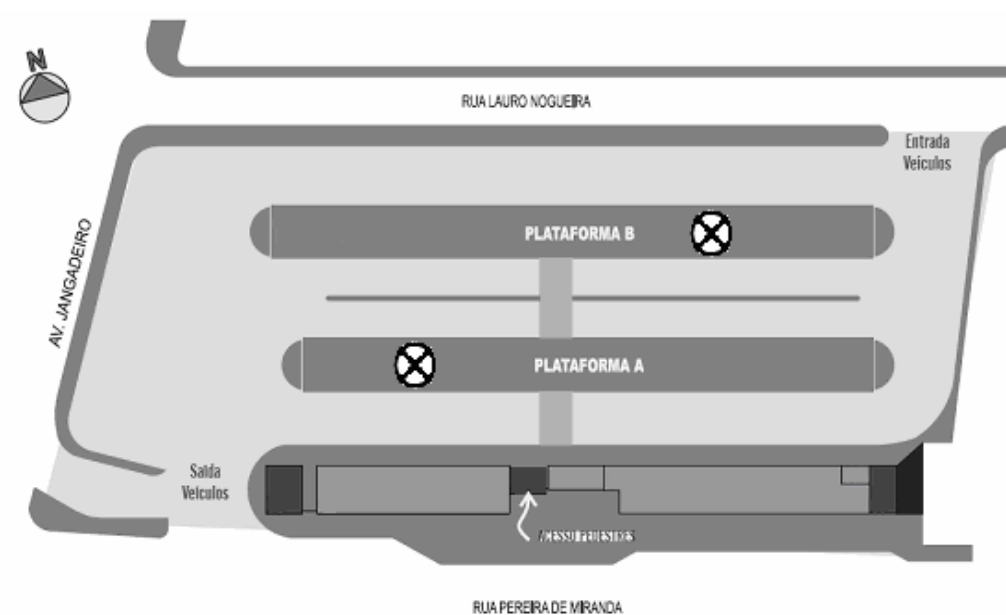 N
RUA LAURO NOGUEIRA
Entrada
Veículos
PLATAFORMA B
AV. JANGADEIRO
PLATAFORMA A
Saída
Veículos
ACESSO PEDESTRES
RUA PEREIRA DE MIRANDA